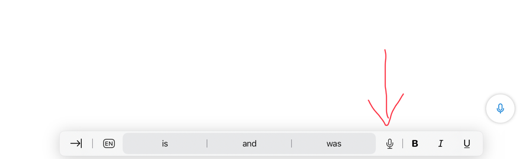 EN is and was B I U